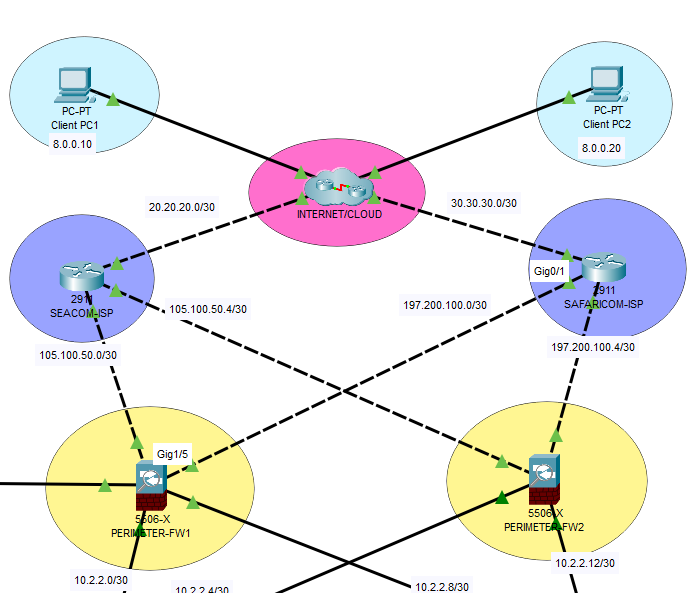 PC-PT
Client PC1
8.0.0.10
PC-PT
Client PC2
8.0.0.20
INTERNET/CLOUD
20.20.20.0/30
30.30.30.0/30
2911
SEACOM-ISP
Gig0/1
2911
SAFARICOM-ISP
105.100.50.4/30
197.200.100.0/30
105.100.50.0/30
197.200.100.4/30
Gig1/5
5506-X
PERIMETER-FW1
5506-X
PERIMETER-FW2
10.2.2.0/30
10.2.2.4/30
10.2.2.8/30
10.2.2.12/30